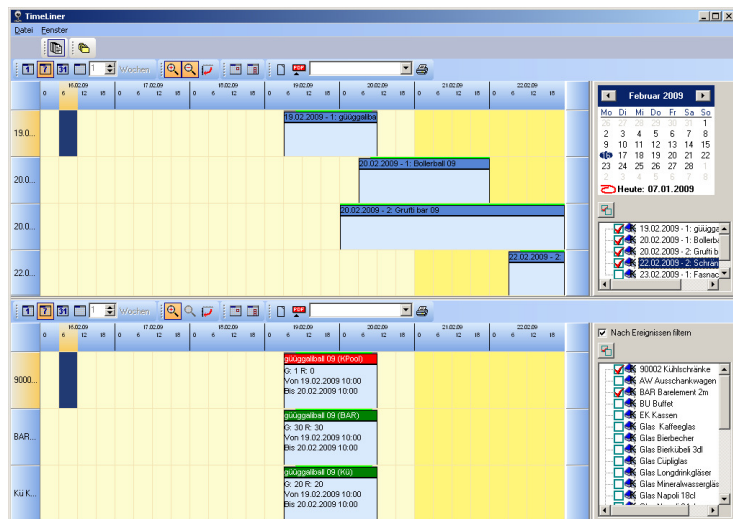 TimeLiner
Datei Fenster
1 7 31 1 Wochen PDF
16.02.09 17.02.09 18.02.09 19.02.09 20.02.09 21.02.09 22.02.09
0 6 12 18 0 6 12 18 0 6 12 18 0 6 12 18 0 6 12 18 0 6 12 18 0 6 12 18
19.0...
19.02.2009 - 1: güüggaliba
20.0...
20.02.2009 - 1: Bollerball 09
20.0...
20.02.2009 - 2: Grufti bar 09
22.0...
22.02.2009 - 2:
Februar 2009
Mo Di Mi Do Fr Sa So
26 27 28 29 30 31 1
2 3 4 5 6 7 8
9 10 11 12 13 14 15
16 17 18 19 20 21 22
23 24 25 26 27 28 1
2 3 4 5 6 7 8
Heute: 07.01.2009
19.02.2009 - 1: güügga
20.02.2009 - 1: Bollerba
20.02.2009 - 2: Grufti b
22.02.2009 - 2: Schrän
23.02.2009 - 1: Fasnac
1 7 31 1 Wochen PDF
16.02.09 17.02.09 18.02.09 19.02.09 20.02.09 21.02.09 22.02.09
0 6 12 18 0 6 12 18 0 6 12 18 0 6 12 18 0 6 12 18 0 6 12 18 0 6 12 18
9000...
güüggaliball 09 (KPool)
G: 1 R: 0
Von 19.02.2009 10:00
Bis 20.02.2009 10:00
BAR...
güüggaliball 09 (BAR)
G: 30 R: 30
Von 19.02.2009 10:00
Bis 20.02.2009 10:00
Kü K...
güüggaliball 09 (Kü)
G: 20 R: 20
Von 19.02.2009 10:00
Bis 20.02.2009 10:00
Nach Ereignissen filtern
90002 Kühlschränke
AW Ausschankwagen
BAR Barelement 2m
BU Buffet
EK Kassen
Glas Kaffeeglas
Glas Bierbecher
Glas Bierkübeli 3dl
Glas Cüpliglas
Glas Longdrinkgläser
Glas Mineralwassergläs
Glas Napoli 18cl